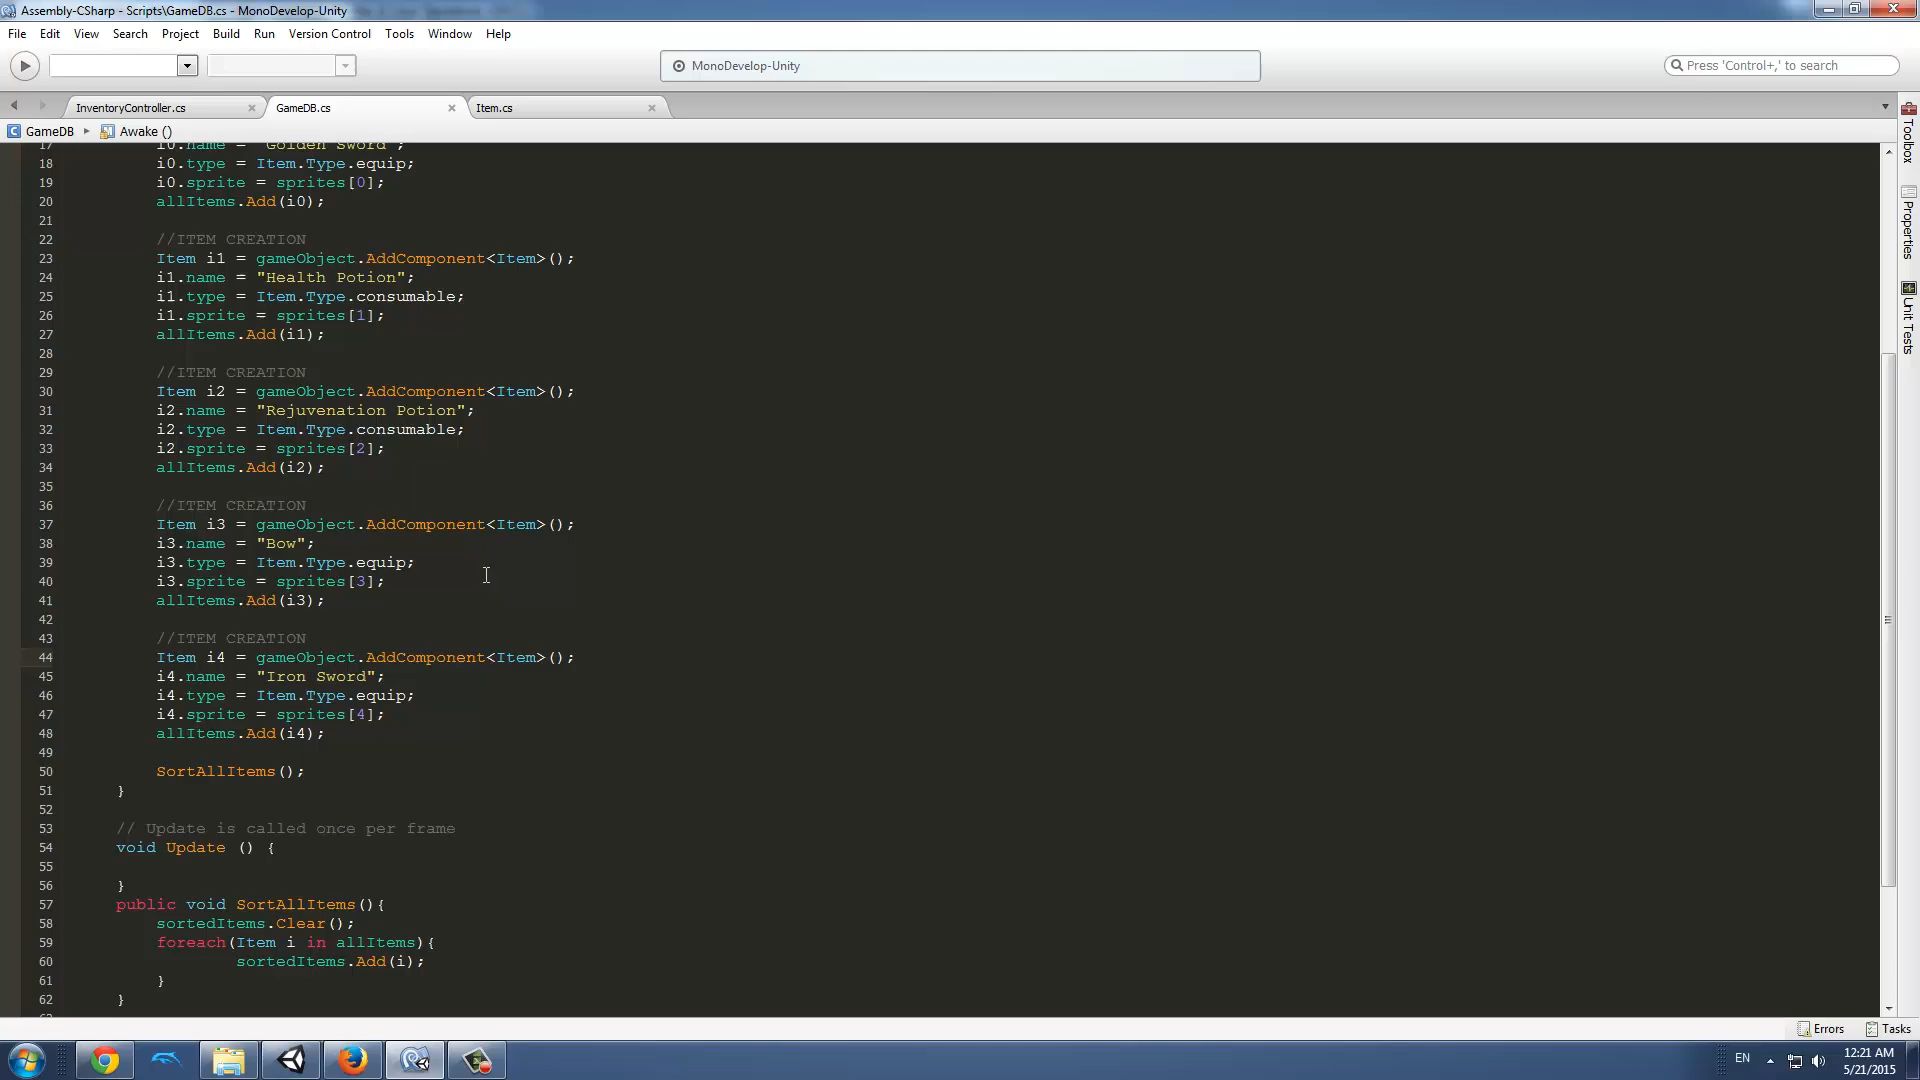 Assembly-CSharp - Scripts\GameDB.cs - MonoDevelop-Unity
File Edit View Search Project Build Run Version Control Tools Window Help
MonoDevelop-Unity
Press 'Control+,' to search
InventoryController.cs GameDB.cs Item.cs
GameDB Awake ()
17 i0.name = "Golden Sword";
18 i0.type = Item.Type.equip;
19 i0.sprite = sprites[0];
20 allItems.Add(i0);
21
22 //ITEM CREATION
23 Item i1 = gameObject.AddComponent<Item>();
24 i1.name = "Health Potion";
25 i1.type = Item.Type.consumable;
26 i1.sprite = sprites[1];
27 allItems.Add(i1);
28
29 //ITEM CREATION
30 Item i2 = gameObject.AddComponent<Item>();
31 i2.name = "Rejuvenation Potion";
32 i2.type = Item.Type.consumable;
33 i2.sprite = sprites[2];
34 allItems.Add(i2);
35
36 //ITEM CREATION
37 Item i3 = gameObject.AddComponent<Item>();
38 i3.name = "Bow";
39 i3.type = Item.Type.equip;
40 i3.sprite = sprites[3];
41 allItems.Add(i3);
42
43 //ITEM CREATION
44 Item i4 = gameObject.AddComponent<Item>();
45 i4.name = "Iron Sword";
46 i4.type = Item.Type.equip;
47 i4.sprite = sprites[4];
48 allItems.Add(i4);
49
50 SortAllItems();
51 }
52
53 // Update is called once per frame
54 void Update () {
55
56 }
57 public void SortAllItems(){
58 sortedItems.Clear();
59 foreach(Item i in allItems){
60 sortedItems.Add(i);
61 }
62 }
Toolbox
Properties
Unit Tests
Errors Tasks
EN
12:21 AM
5/21/2015